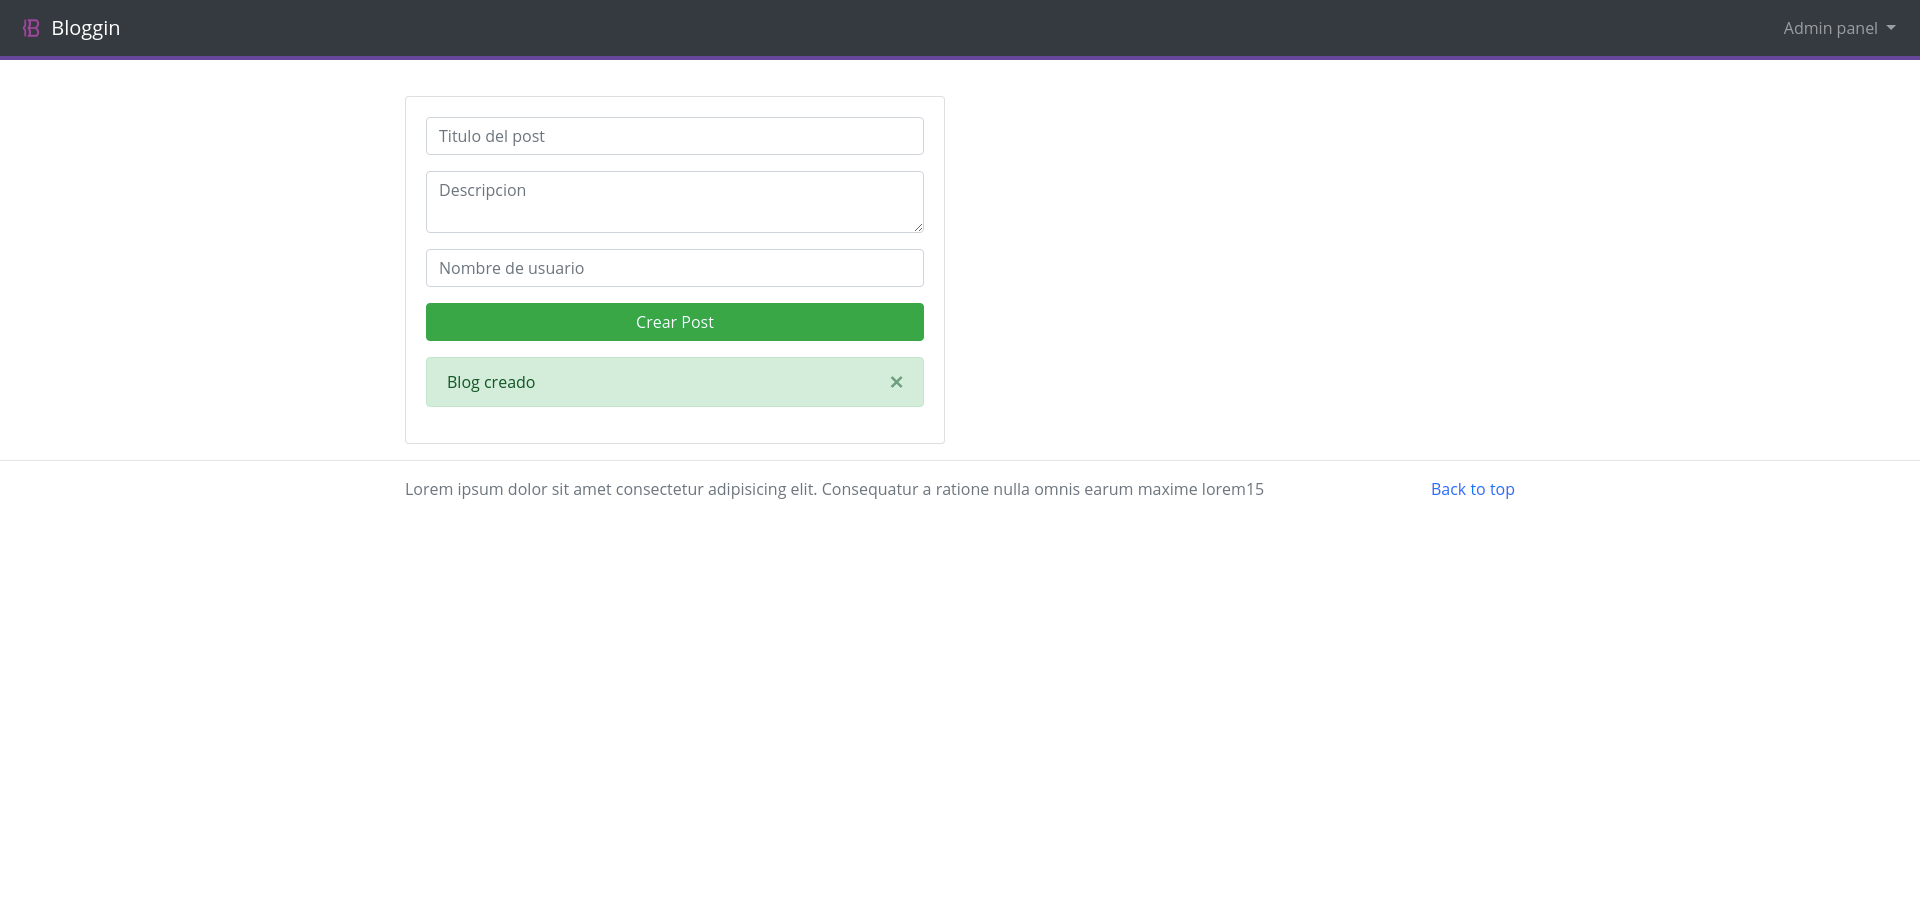 Bloggin
Admin panel
Titulo del post
Descripcion
Nombre de usuario
Crear Post
Blog creado ×
Lorem ipsum dolor sit amet consectetur adipisicing elit. Consequatur a ratione nulla omnis earum maxime lorem15
Back to top